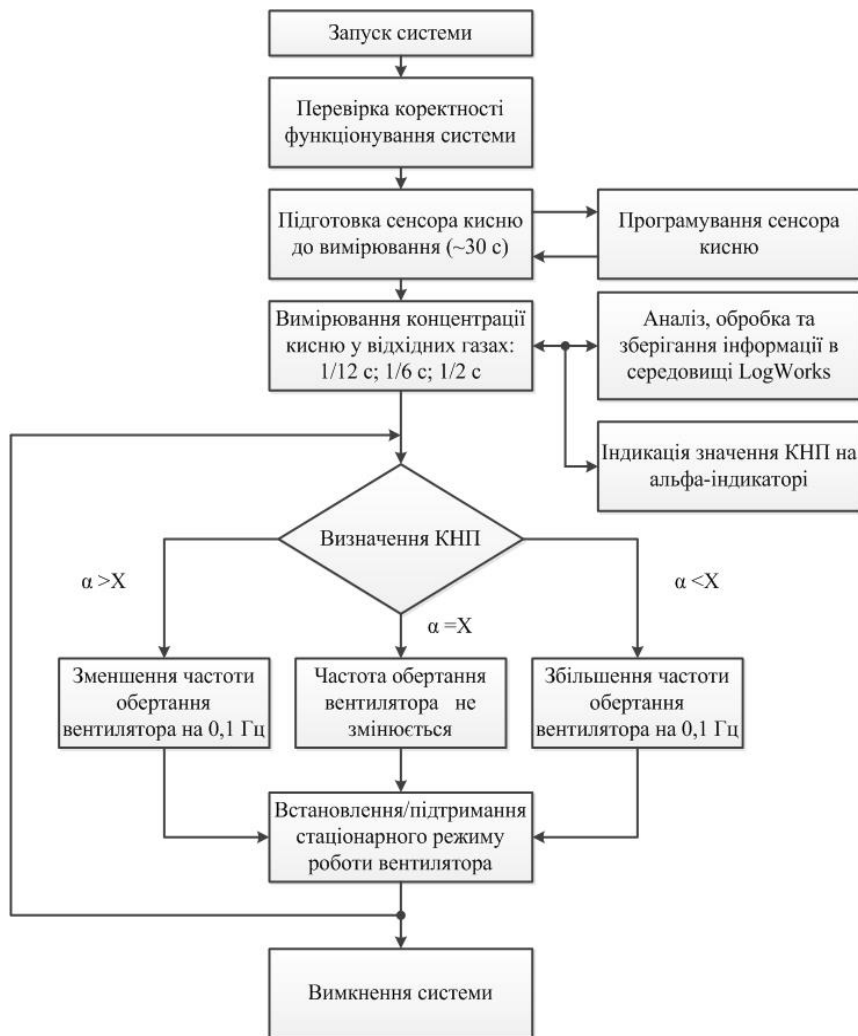 Запуск системи
Перевірка коректності
функціонування системи
Підготовка сенсора кисню
до вимірювання (~30 с)
Програмування сенсора
кисню
Вимірювання концентрації
кисню у відхідних газах:
1/12 с; 1/6 с; 1/2 с
Аналіз, обробка та
зберігання інформації в
середовищі LogWorks
Індикація значення КНП на
альфа-індикаторі
Визначення КНП
α >X
α =X
α <X
Зменшення частоти
обертання
вентилятора на 0,1 Гц
Частота обертання
вентилятора не
змінюється
Збільшення частоти
обертання
вентилятора на 0,1 Гц
Встановлення/підтримання
стаціонарного режиму
роботи вентилятора
Вимкнення системи